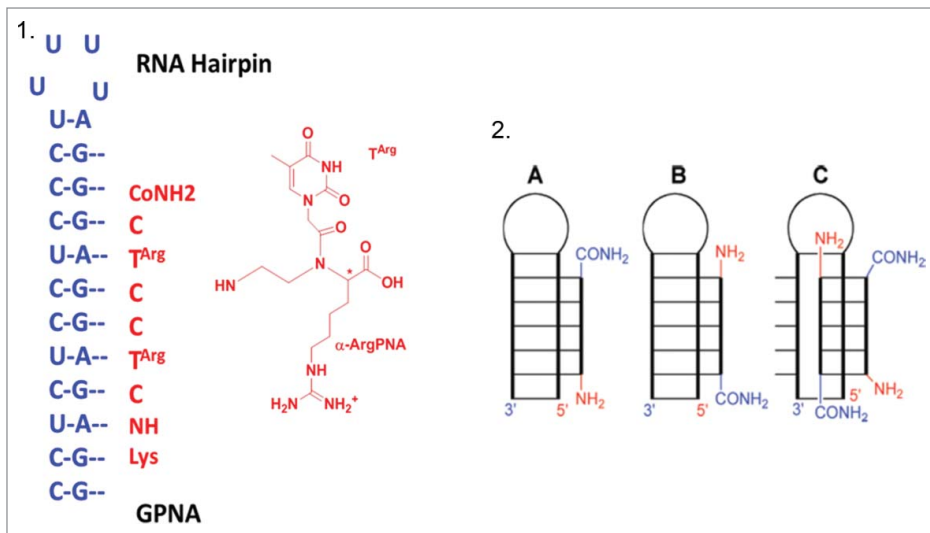 1.
U U
RNA Hairpin
U U
U-A
C-G--
C-G-- CoNH2
C-G-- C
U-A-- TArg
C-G-- C
C-G-- C
U-A-- TArg
C-G-- C
U-A-- NH
C-G-- Lys
C-G--
GPNA
O
TArg
NH
N O
O
N O
* OH
HN
α-ArgPNA
NH
H2N NH2+
2.
A B C
CONH2 NH2 NH2 CONH2
3' 5' NH2 3' 5' CONH2 5' NH2
3' CONH2